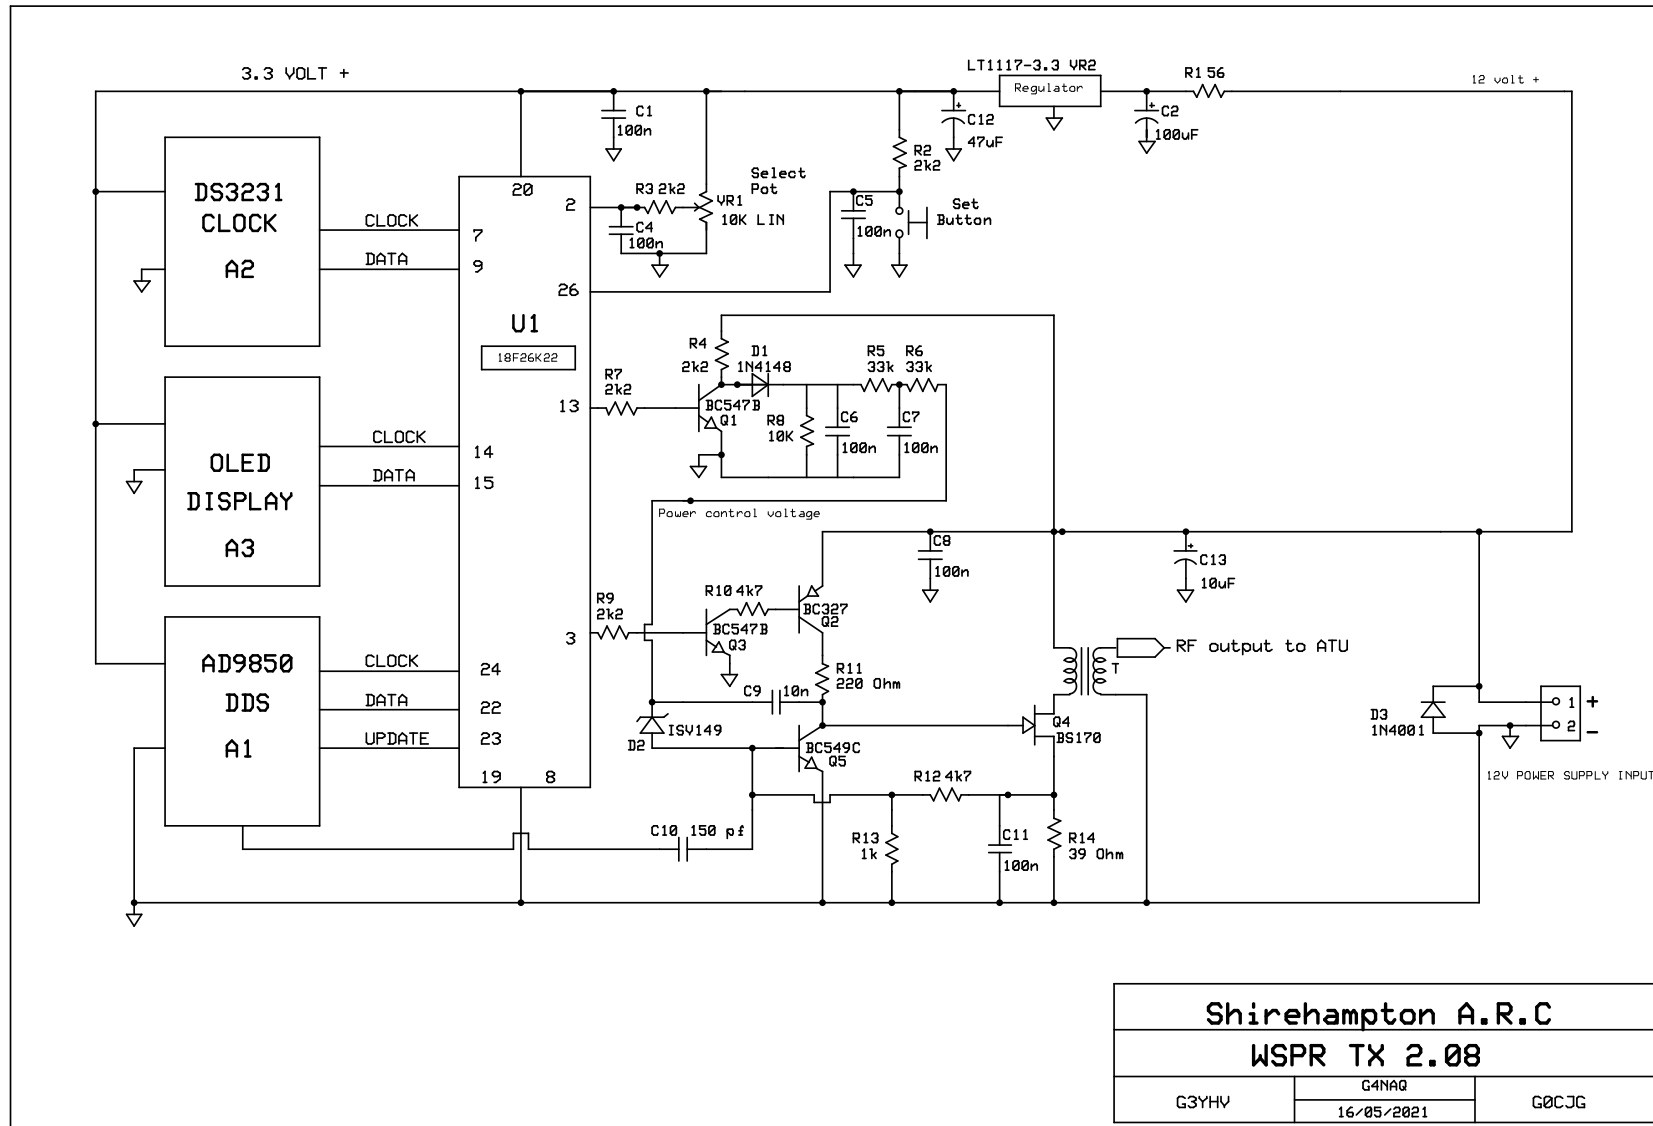 3.3 VOLT +
LT1117-3.3 VR2
Regulator
R1 56
12 volt +
C1
100n
C12
47uF
C2
100uF
R2
2k2
DS3231
CLOCK
A2
CLOCK
DATA
20
2
7
9
26
U1
18F26K22
13
14
15
3
24
22
23
19
8
R3 2k2
VR1
10K LIN
Select
Pot
C4
100n
C5
100n
Set
Button
OLED
DISPLAY
A3
CLOCK
DATA
R4
2k2
D1
1N4148
R5
33k
R6
33k
R7
2k2
BC547B
Q1
R8
10K
C6
100n
C7
100n
Power control voltage
C8
100n
C13
10uF
AD9850
DDS
A1
CLOCK
DATA
UPDATE
R9
2k2
R10 4k7
BC547B
Q3
BC327
Q2
R11
220 Ohm
C9
10n
ISV149
D2
BC549C
Q5
T
RF output to ATU
Q4
BS170
D3
1N4001
1
+
2
-
12V POWER SUPPLY INPUT
R12 4k7
C10 150 pf
R13
1k
C11
100n
R14
39 Ohm
Shirehampton A.R.C
WSPR TX 2.08
G3YHV
G4NAQ
16/05/2021
G0CJG